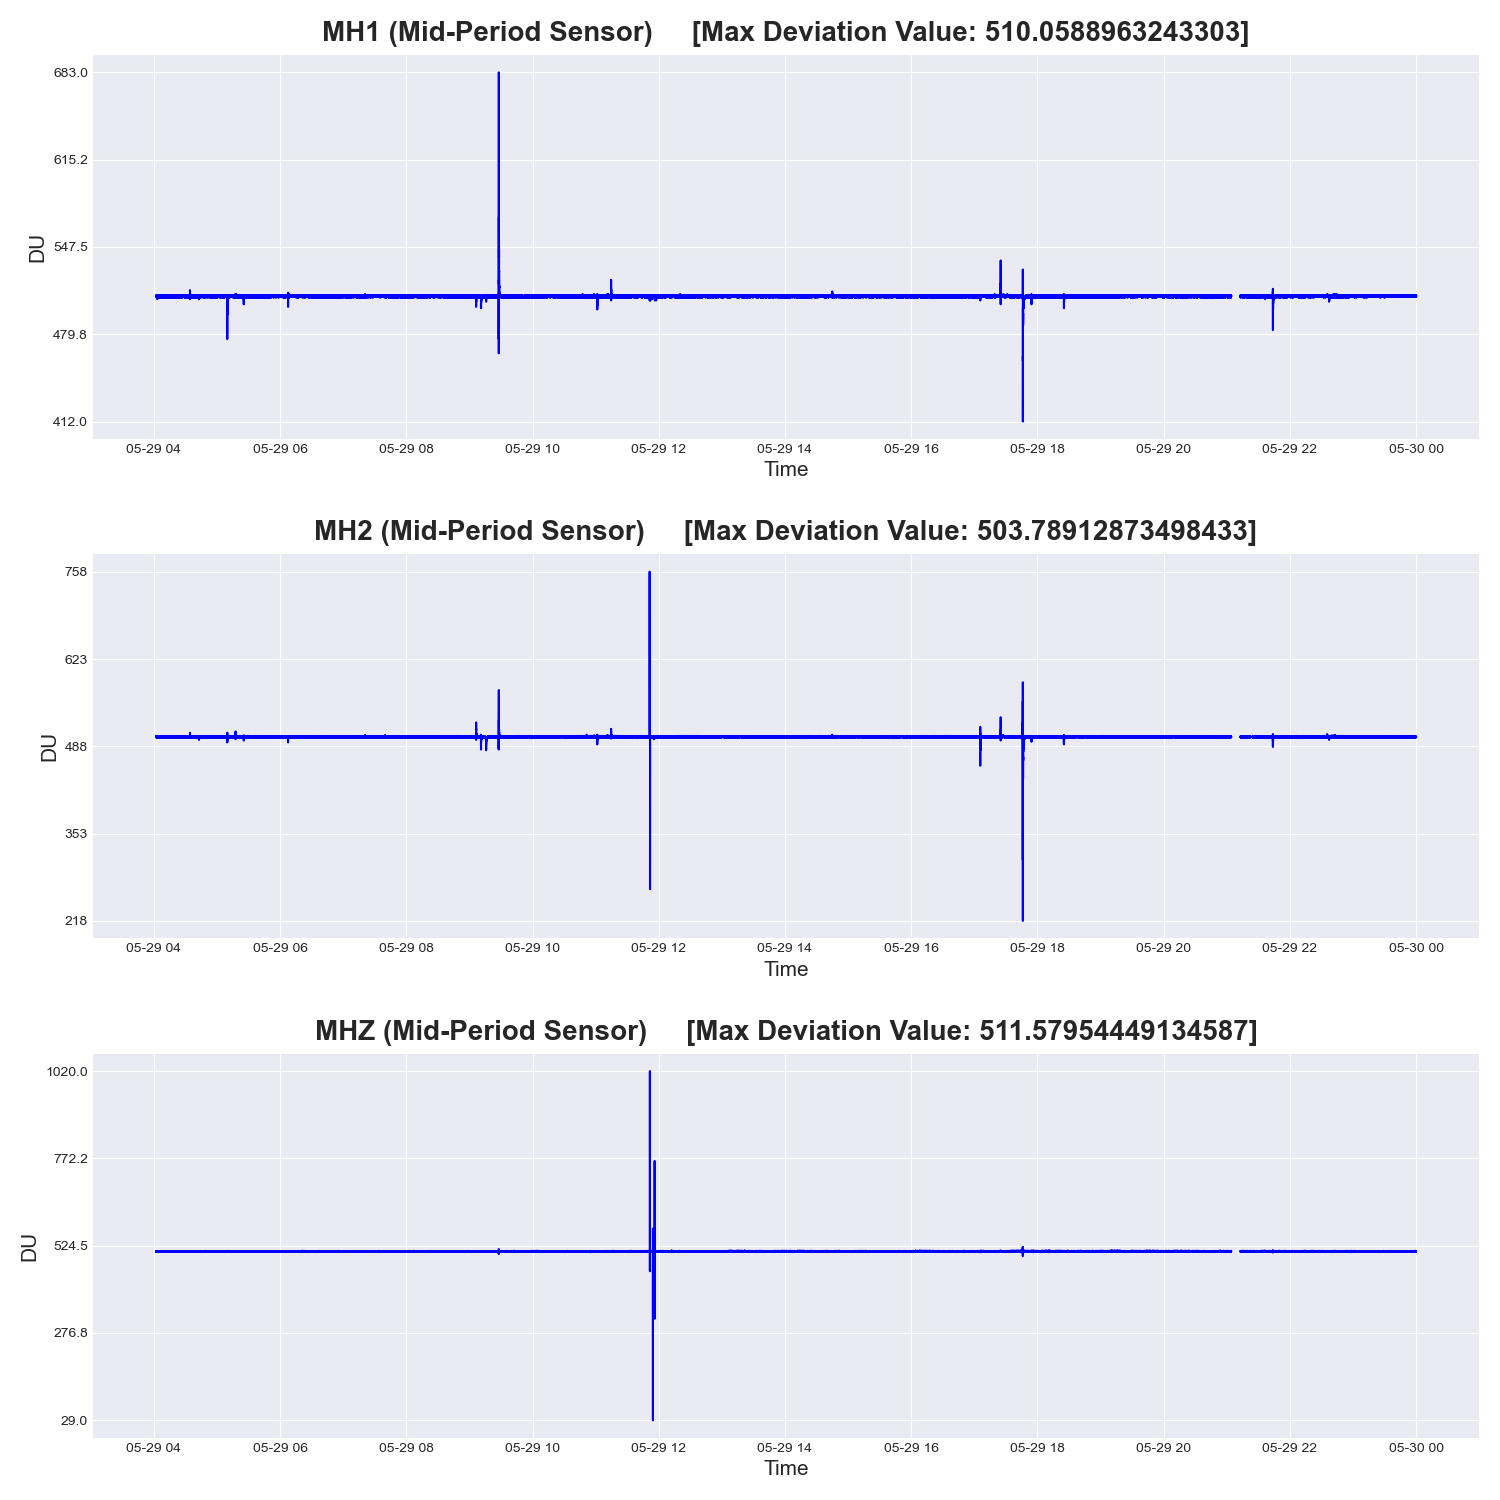 MH1 (Mid-Period Sensor) [Max Deviation Value: 510.0588963243303]
683.0
615.2
547.5
479.8
412.0
DU
05-29 04 05-29 06 05-29 08 05-29 10 05-29 12 05-29 14 05-29 16 05-29 18 05-29 20 05-29 22 05-30 00
Time
MH2 (Mid-Period Sensor) [Max Deviation Value: 503.78912873498433]
758
623
488
353
218
DU
05-29 04 05-29 06 05-29 08 05-29 10 05-29 12 05-29 14 05-29 16 05-29 18 05-29 20 05-29 22 05-30 00
Time
MHZ (Mid-Period Sensor) [Max Deviation Value: 511.57954449134587]
1020.0
772.2
524.5
276.8
29.0
DU
05-29 04 05-29 06 05-29 08 05-29 10 05-29 12 05-29 14 05-29 16 05-29 18 05-29 20 05-29 22 05-30 00
Time